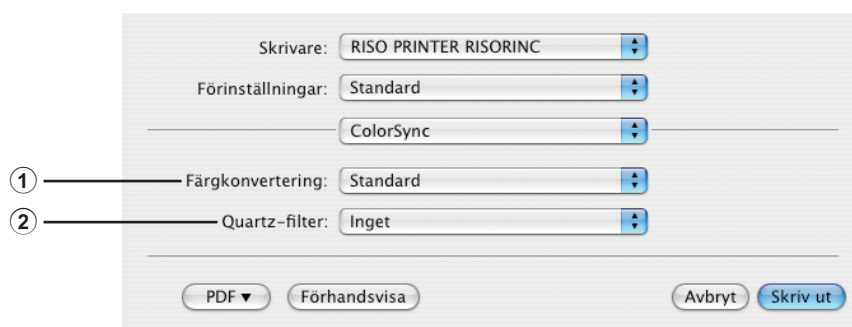 Skrivare: RISO PRINTER RISORINC
Förinställningar: Standard
ColorSync
1 Färgkonvertering: Standard
2 Quartz-filter: Inget
PDF ▼ Förhandsvisa Avbryt Skriv ut